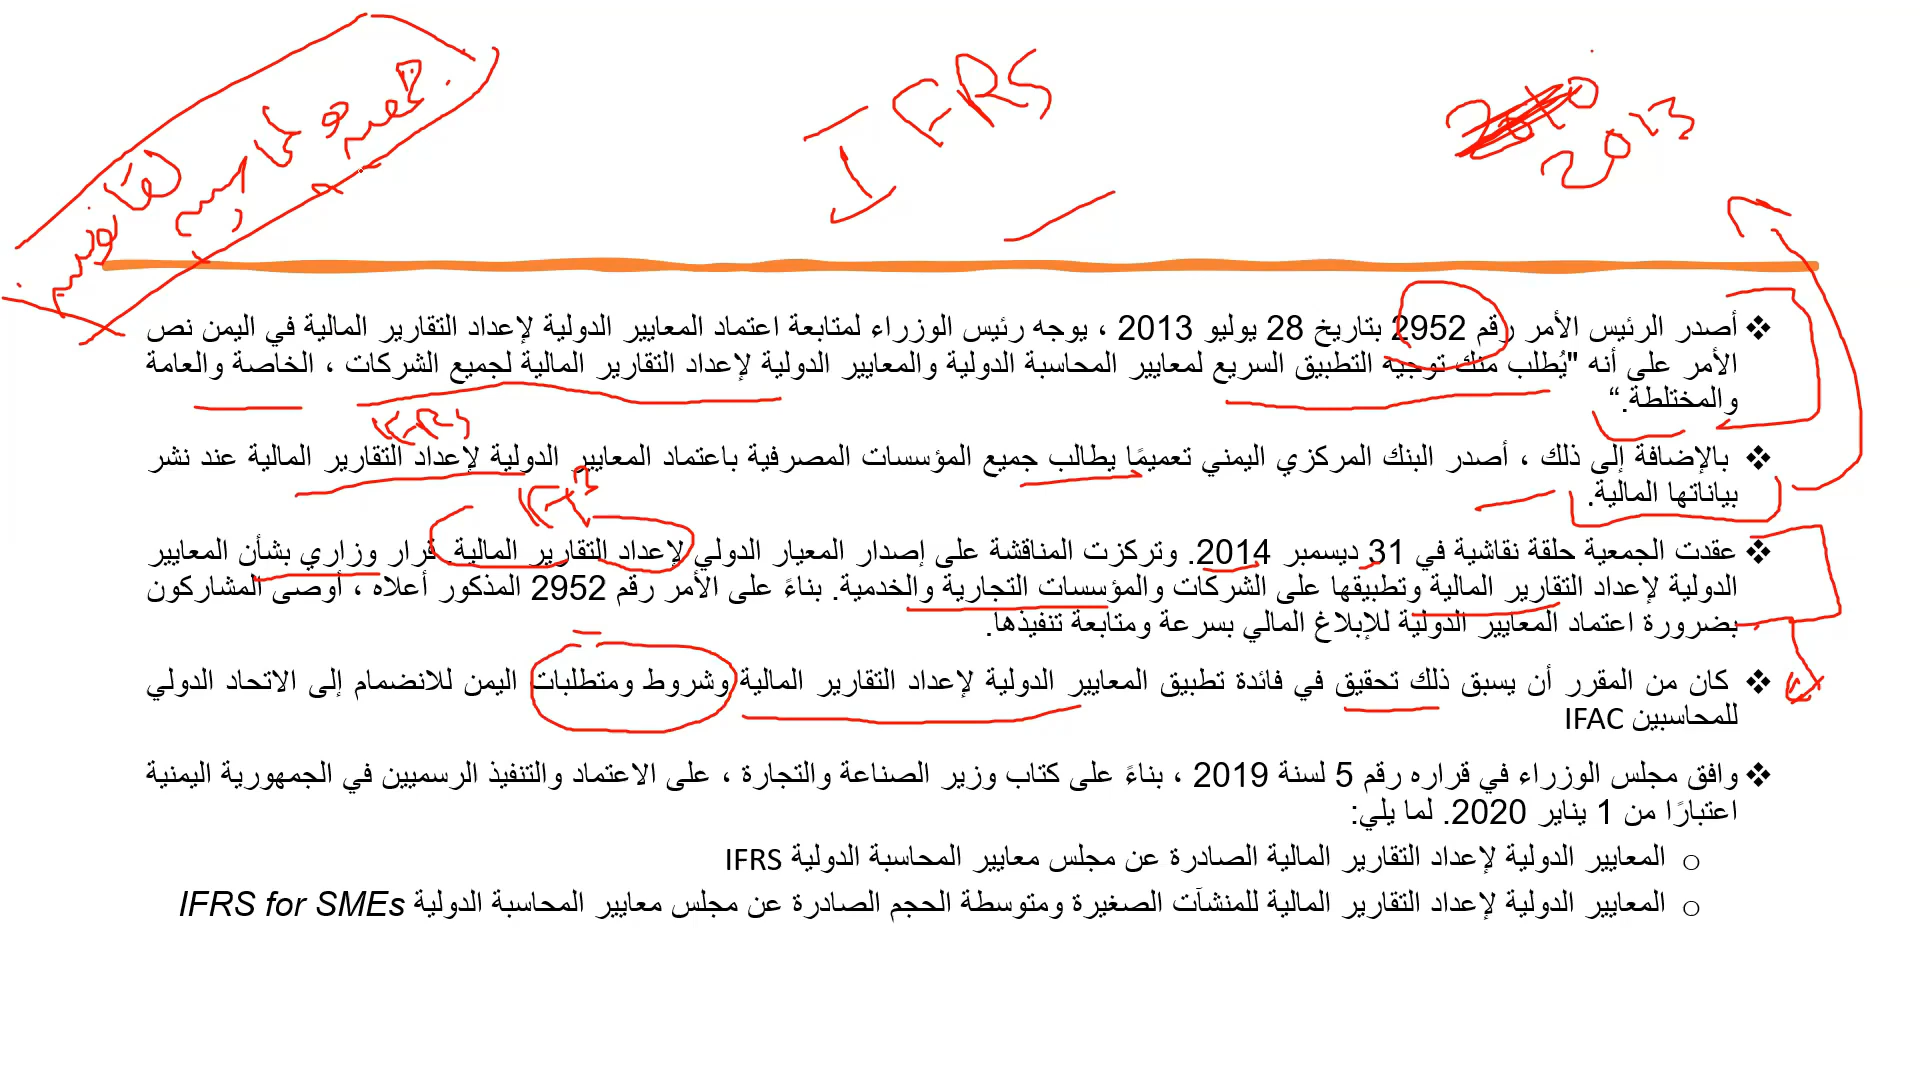 IFRS
2013
❖ أصدر الرئيس الأمر رقم 2952 بتاريخ 28 يوليو 2013 ، يوجه رئيس الوزراء لمتابعة اعتماد المعايير الدولية لإعداد التقارير المالية في اليمن نص
الأمر على أنه "يُطلب منك توجيه التطبيق السريع لمعايير المحاسبة الدولية والمعايير الدولية لإعداد التقارير المالية لجميع الشركات ، الخاصة والعامة
والمختلطة.“
IFRS
❖ بالإضافة إلى ذلك ، أصدر البنك المركزي اليمني تعميمًا يطالب جميع المؤسسات المصرفية باعتماد المعايير الدولية لإعداد التقارير المالية عند نشر
بياناتها المالية.
❖ عقدت الجمعية حلقة نقاشية في 31 ديسمبر 2014. وتركزت المناقشة على إصدار المعيار الدولي لإعداد التقارير المالية. قرار وزاري بشأن المعايير
الدولية لإعداد التقارير المالية وتطبيقها على الشركات والمؤسسات التجارية والخدمية. بناءً على الأمر رقم 2952 المذكور أعلاه ، أوصى المشاركون
بضرورة اعتماد المعايير الدولية للإبلاغ المالي بسرعة ومتابعة تنفيذها.
❖ كان من المقرر أن يسبق ذلك تحقيق في فائدة تطبيق المعايير الدولية لإعداد التقارير المالية وشروط ومتطلبات اليمن للانضمام إلى الاتحاد الدولي
للمحاسبين IFAC
❖ وافق مجلس الوزراء في قراره رقم 5 لسنة 2019 ، بناءً على كتاب وزير الصناعة والتجارة ، على الاعتماد والتنفيذ الرسميين في الجمهورية اليمنية
اعتبارًا من 1 يناير 2020. لما يلي:
o المعايير الدولية لإعداد التقارير المالية الصادرة عن مجلس معايير المحاسبة الدولية IFRS
o المعايير الدولية لإعداد التقارير المالية للمنشآت الصغيرة ومتوسطة الحجم الصادرة عن مجلس معايير المحاسبة الدولية IFRS for SMEs